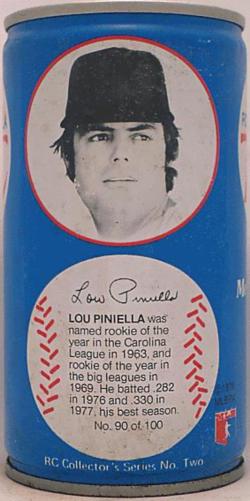 Lou Piniella
LOU PINIELLA was
named rookie of the
year in the Carolina
League in 1963, and
rookie of the year in
the big leagues in
1969. He batted .282
in 1976 and .330 in
1977, his best season.
No. 90 of 100
RC Collector's Series No. Two